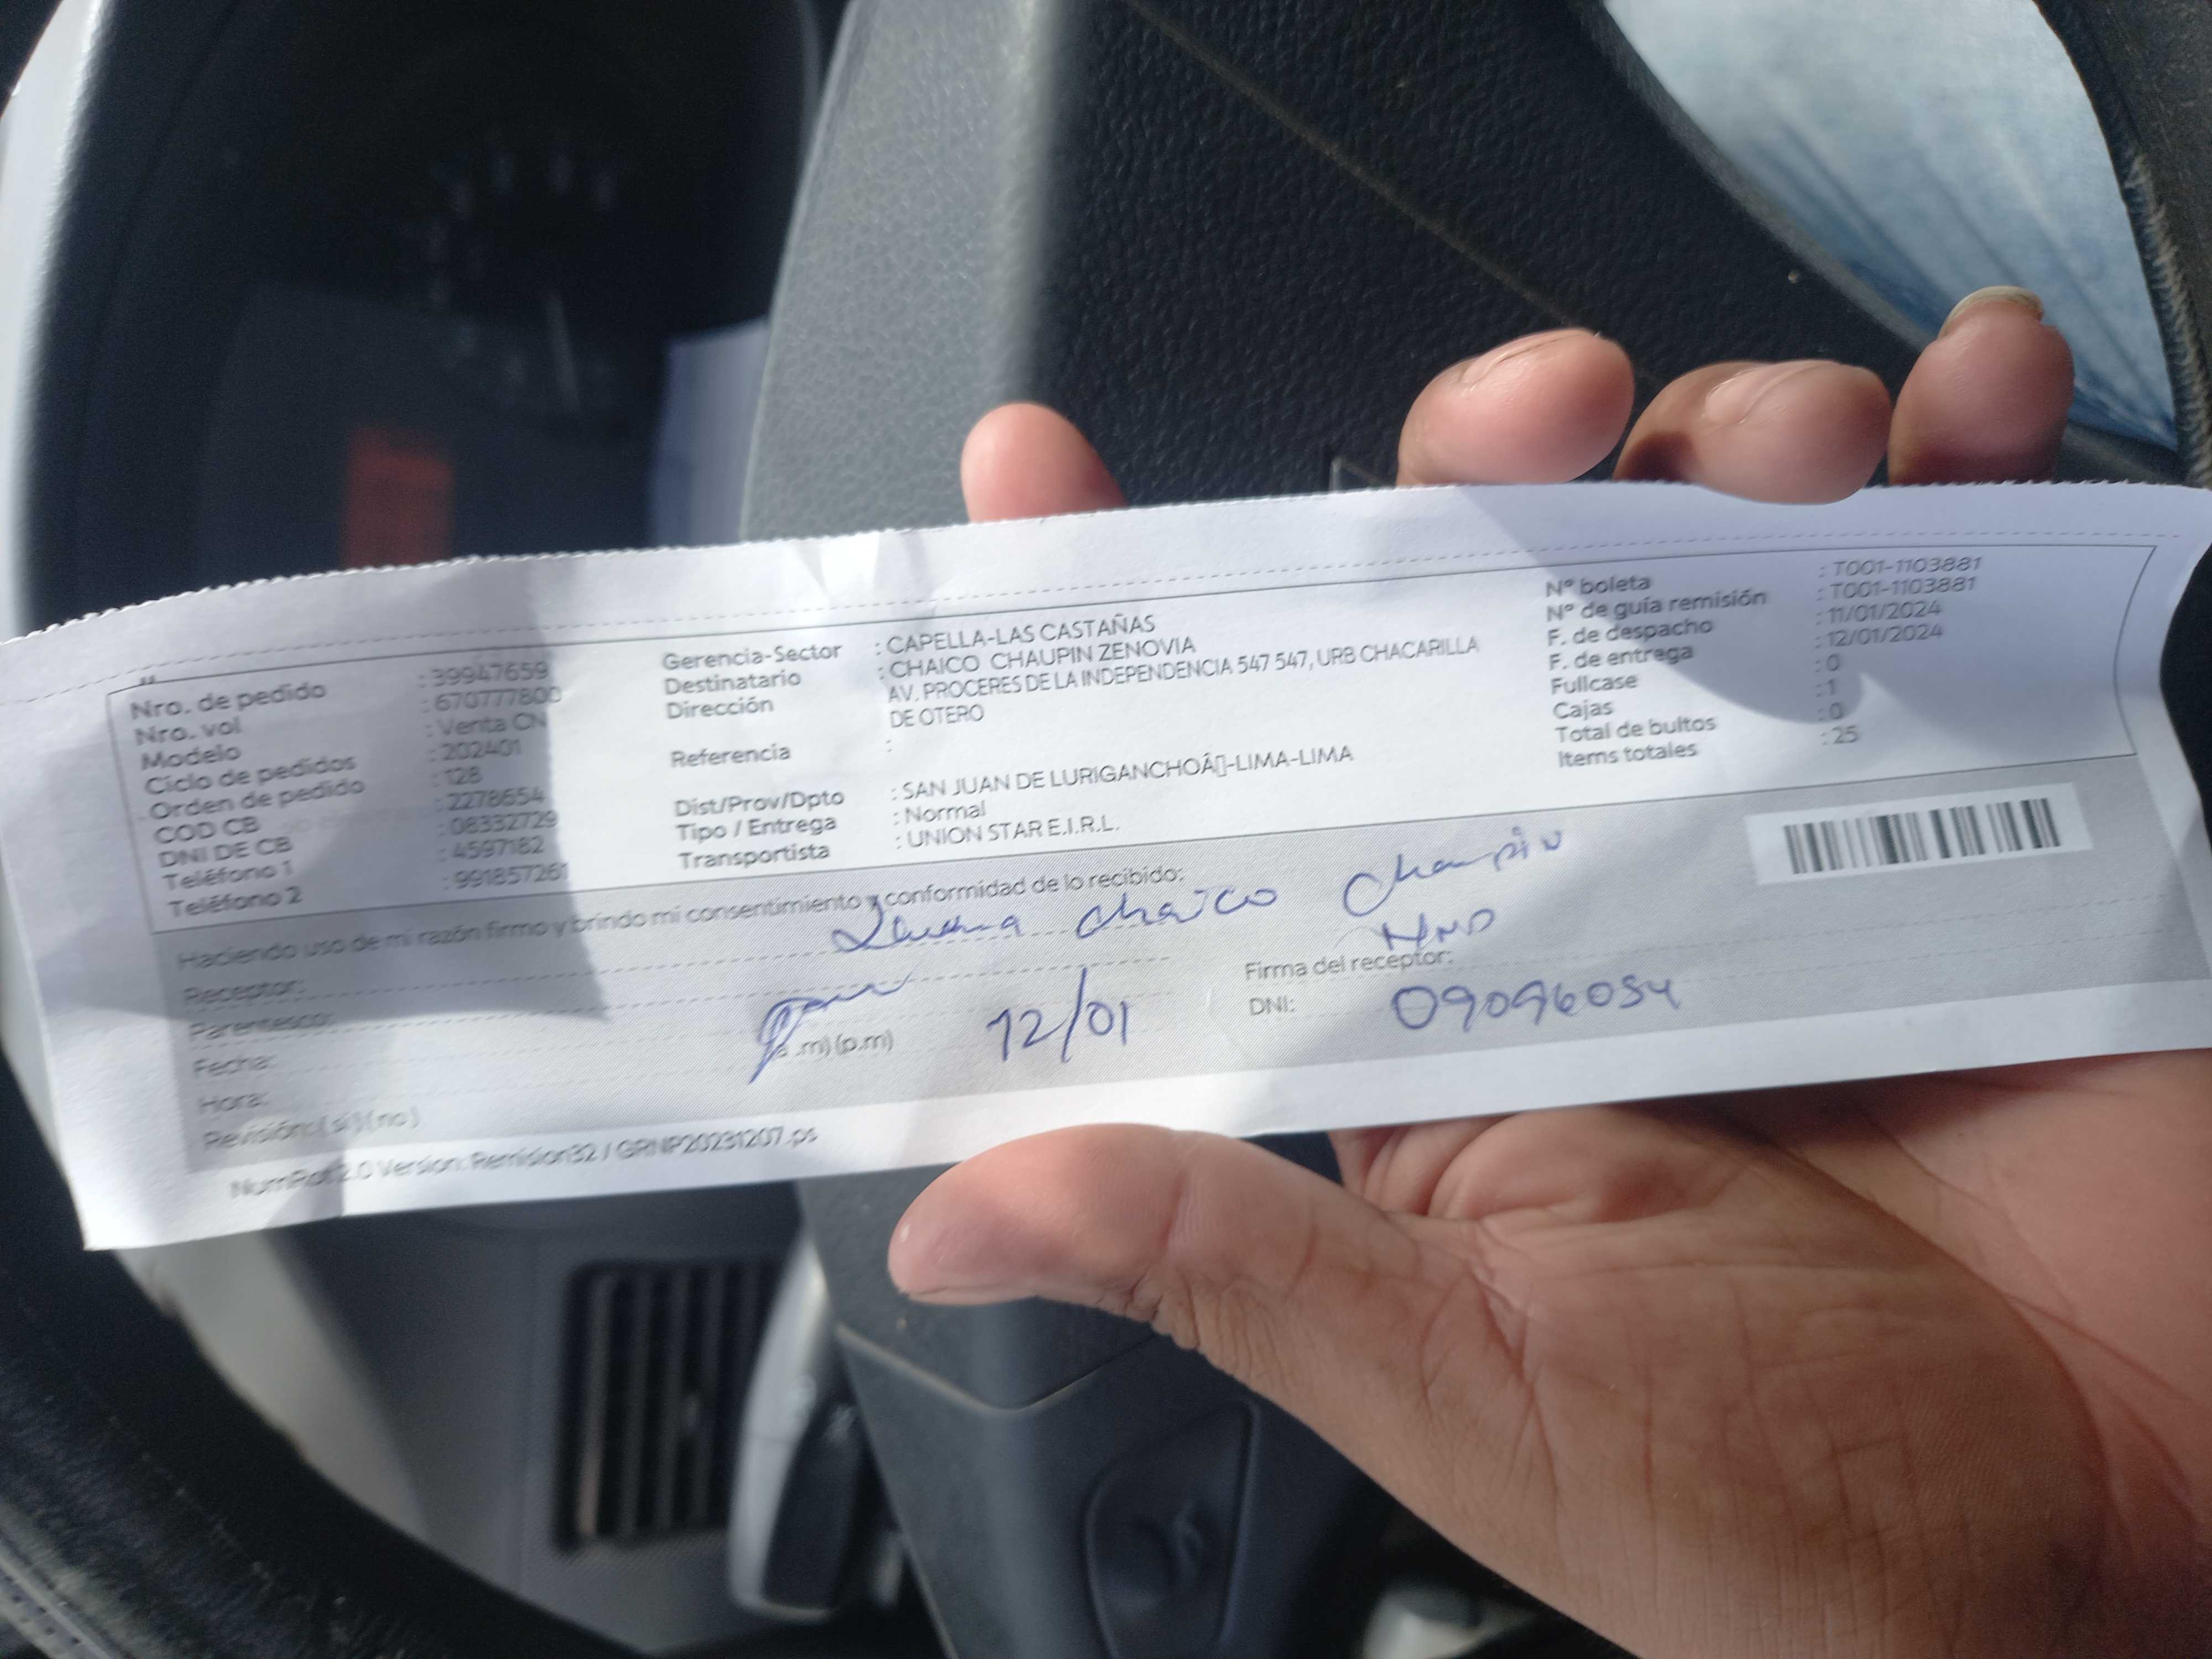 Nro. de pedido : 39947659
Nro. vol : 670777800
Modelo : Venta CN
Ciclo de pedidos : 202401
Orden de pedido : 128
COD CB : 2278654
DNI DE CB : 08332729
Teléfono 1 : 4597182
Teléfono 2 : 991857261
Gerencia-Sector : CAPELLA-LAS CASTAÑAS
Destinatario : CHAICO CHAUPIN ZENOVIA
Dirección AV. PROCERES DE LA INDEPENDENCIA 547 547, URB CHACARILLA
DE OTERO
Referencia :
Dist/Prov/Dpto : SAN JUAN DE LURIGANCHOÂ▯-LIMA-LIMA
Tipo / Entrega : Normal
Transportista : UNION STAR E.I.R.L.
Nº boleta : T001-1103881
Nº de guía remisión : T001-1103881
F. de despacho : 11/01/2024
F. de entrega : 12/01/2024
Fullcase : 0
Cajas : 1
Total de bultos : 0
Items totales : 25
Haciendo uso de mi razón firmo y brindo mi consentimiento y conformidad de lo recibido:
Receptor: Chaico Chaupin
Parentesco:
Fecha:
Hora: .m) (p.m) 12/01
Revisión: ( si ) ( no )
Firma del receptor:
DNI: 09096054
NumRot 2.0 Version: Remision32 / GRNP20231207.ps